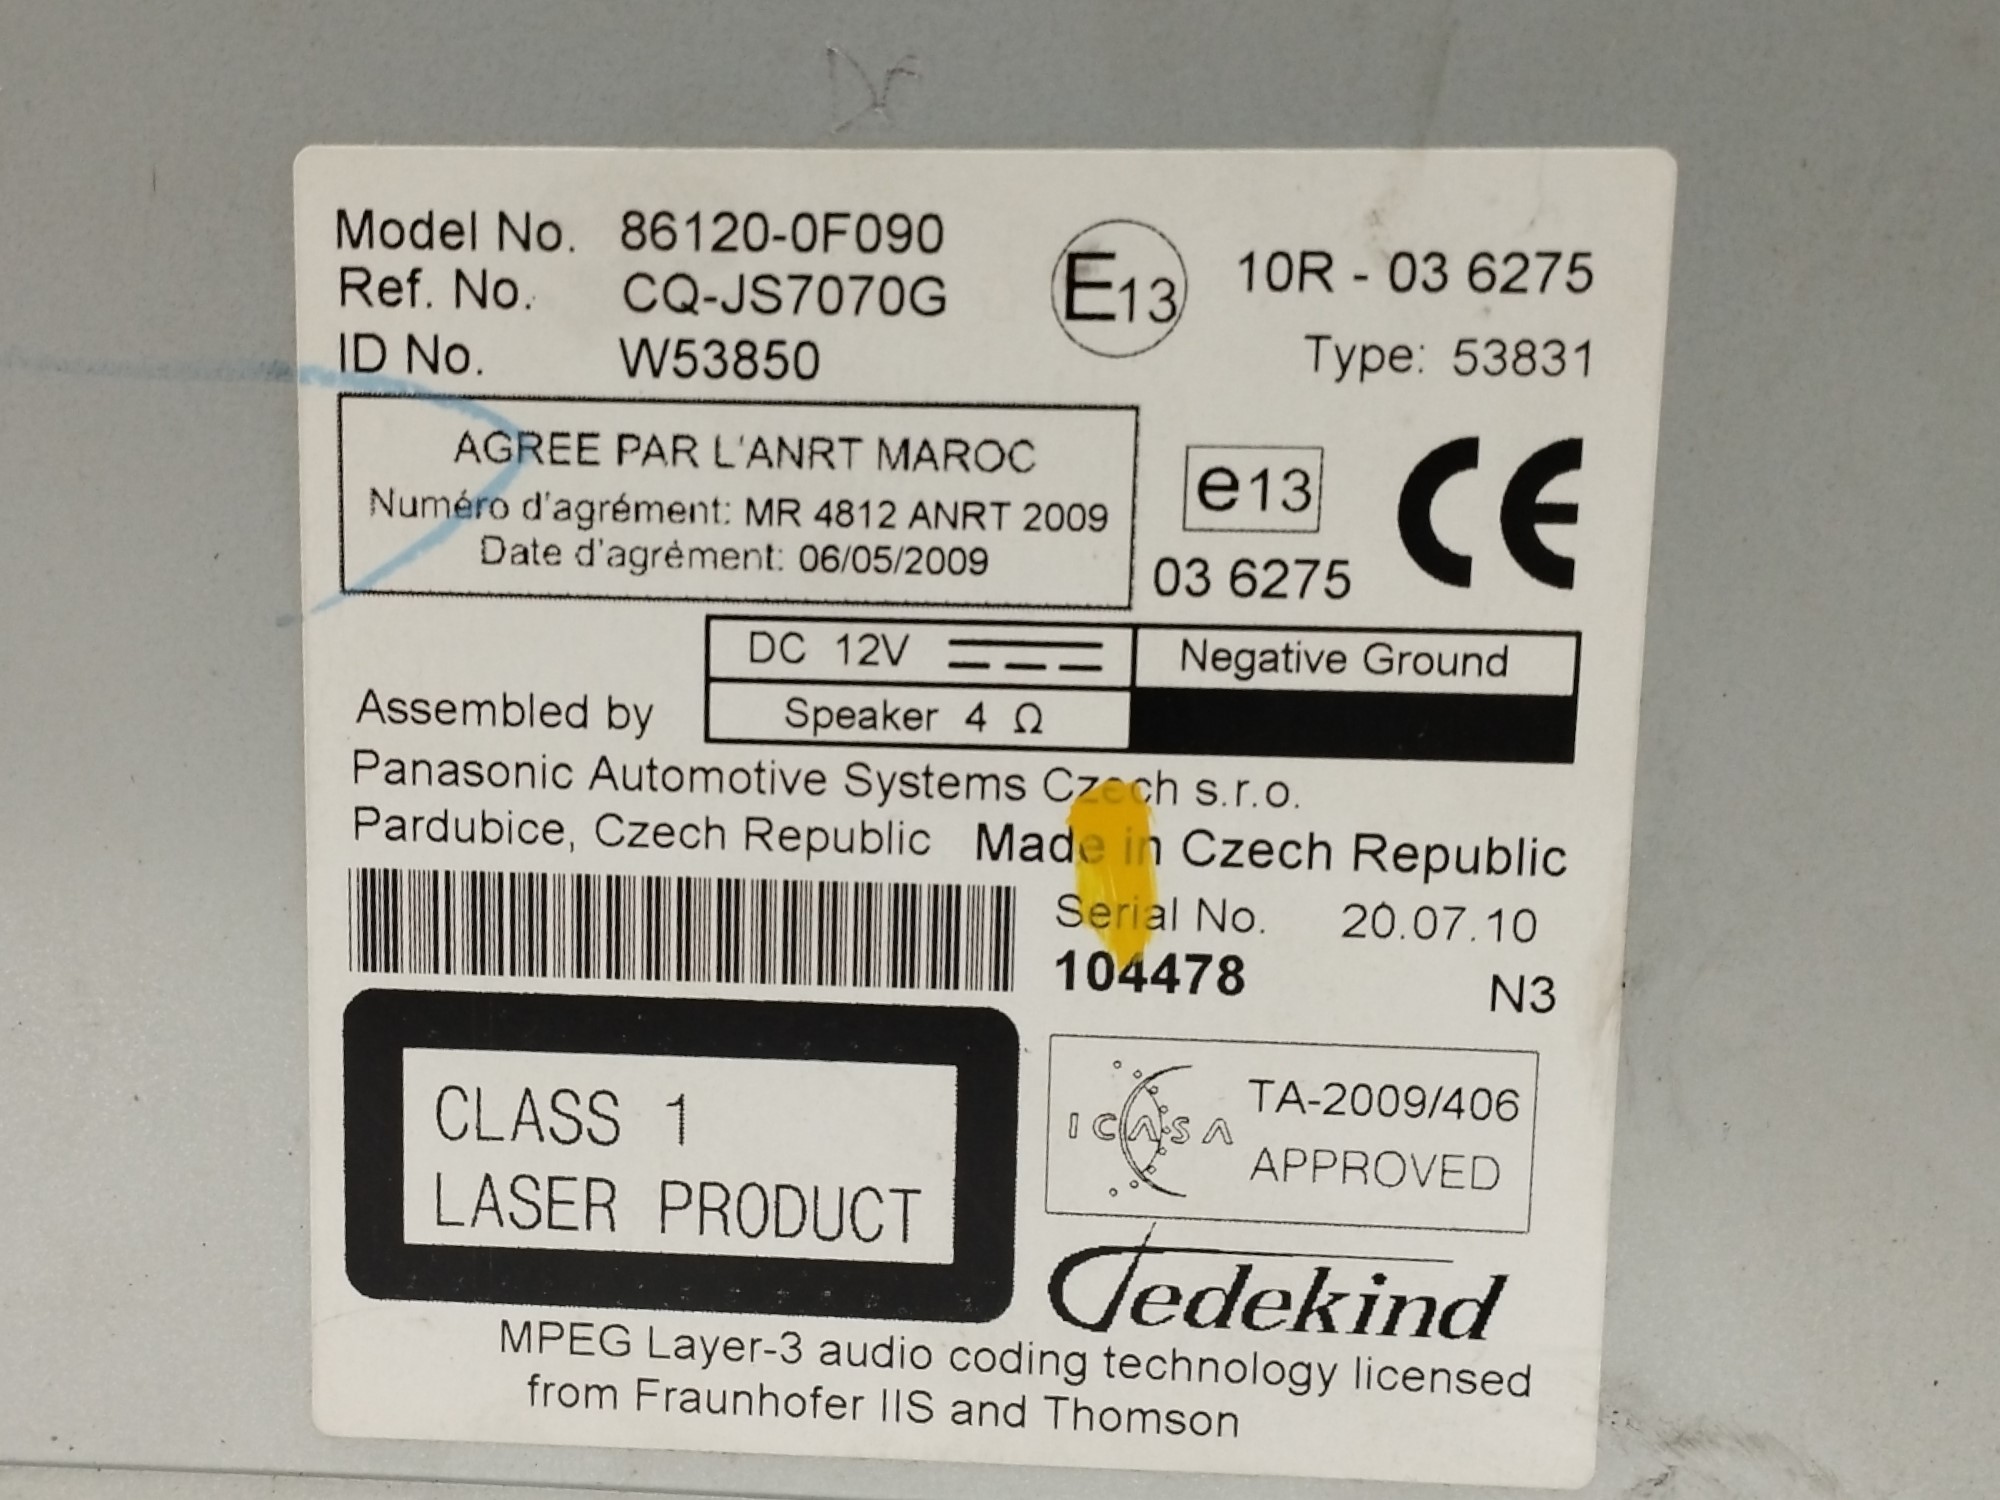 Model No. 86120-0F090
Ref. No. CQ-JS7070G
ID No. W53850
E13
10R - 03 6275
Type: 53831
AGREE PAR L'ANRT MAROC
Numéro d'agrément: MR 4812 ANRT 2009
Date d'agrément: 06/05/2009
e13
03 6275
CE
DC 12V
Negative Ground
Speaker 4 Ω
Assembled by
Panasonic Automotive Systems Czech s.r.o.
Pardubice, Czech Republic
Made in Czech Republic
Serial No. 20.07.10
104478
N3
CLASS 1
LASER PRODUCT
ICASA
TA-2009/406
APPROVED
MPEG Layer-3 audio coding technology licensed
from Fraunhofer IIS and Thomson